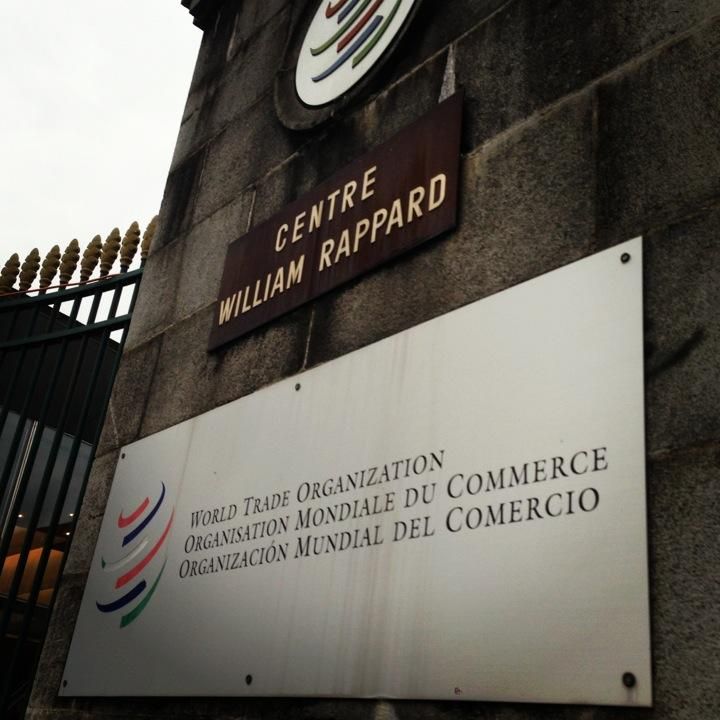 CENTRE
WILLIAM RAPPARD
WORLD TRADE ORGANIZATION
ORGANISATION MONDIALE DU COMMERCE
ORGANIZACIÓN MUNDIAL DEL COMERCIO